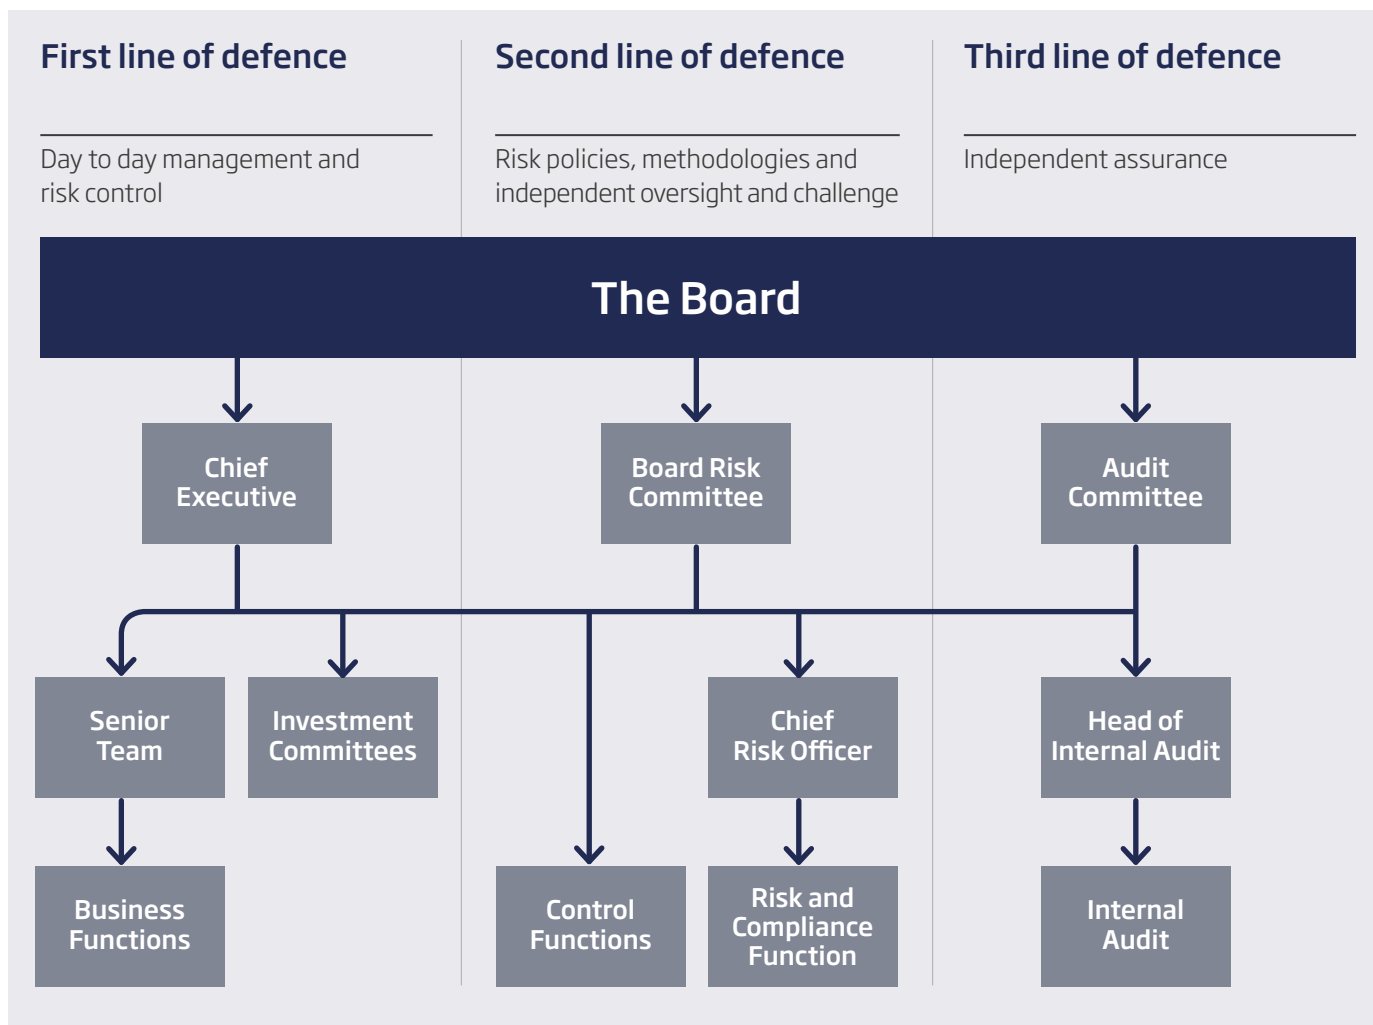 First line of defence
Second line of defence
Third line of defence
Day to day management and
risk control
Risk policies, methodologies and
independent oversight and challenge
Independent assurance
The Board
Chief
Executive
Board Risk
Committee
Audit
Committee
Senior
Team
Investment
Committees
Chief
Risk Officer
Head of
Internal Audit
Business
Functions
Control
Functions
Risk and
Compliance
Function
Internal
Audit